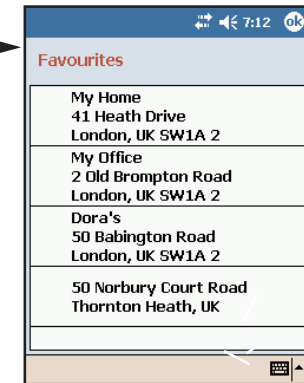 7:12 ok
Favourites
My Home
41 Heath Drive
London, UK SW1A 2
My Office
2 Old Brompton Road
London, UK SW1A 2
Dora's
50 Babington Road
London, UK SW1A 2
50 Norbury Court Road
Thornton Heath, UK